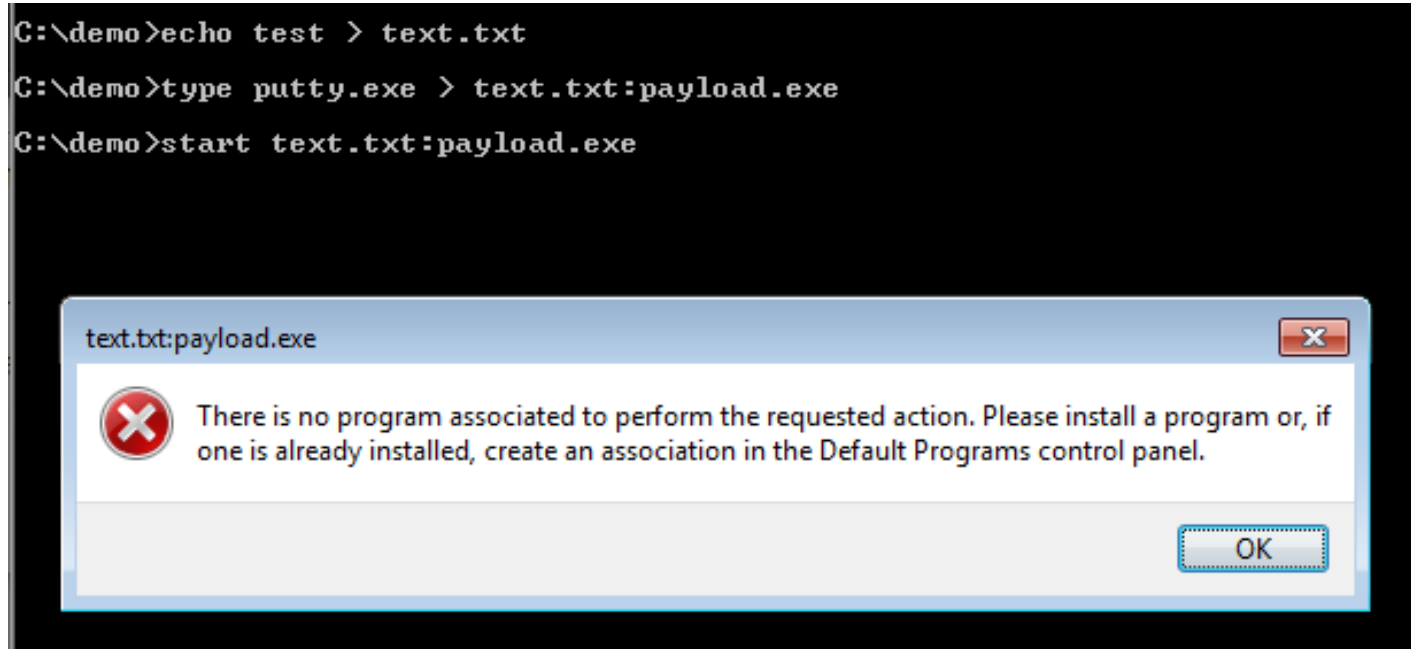 C:\demo>echo test > text.txt
C:\demo>type putty.exe > text.txt:payload.exe
C:\demo>start text.txt:payload.exe
text.txt:payload.exe
There is no program associated to perform the requested action. Please install a program or, if
one is already installed, create an association in the Default Programs control panel.
OK